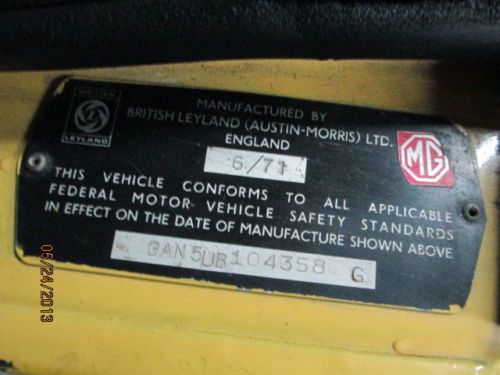 BRITISH
LEYLAND
MANUFACTURED BY
BRITISH LEYLAND (AUSTIN-MORRIS) LTD.
ENGLAND
6/71
MG
THIS VEHICLE CONFORMS TO ALL APPLICABLE
FEDERAL MOTOR VEHICLE SAFETY STANDARDS
IN EFFECT ON THE DATE OF MANUFACTURE SHOWN ABOVE
GAN5UB104358 G
05/24/2013